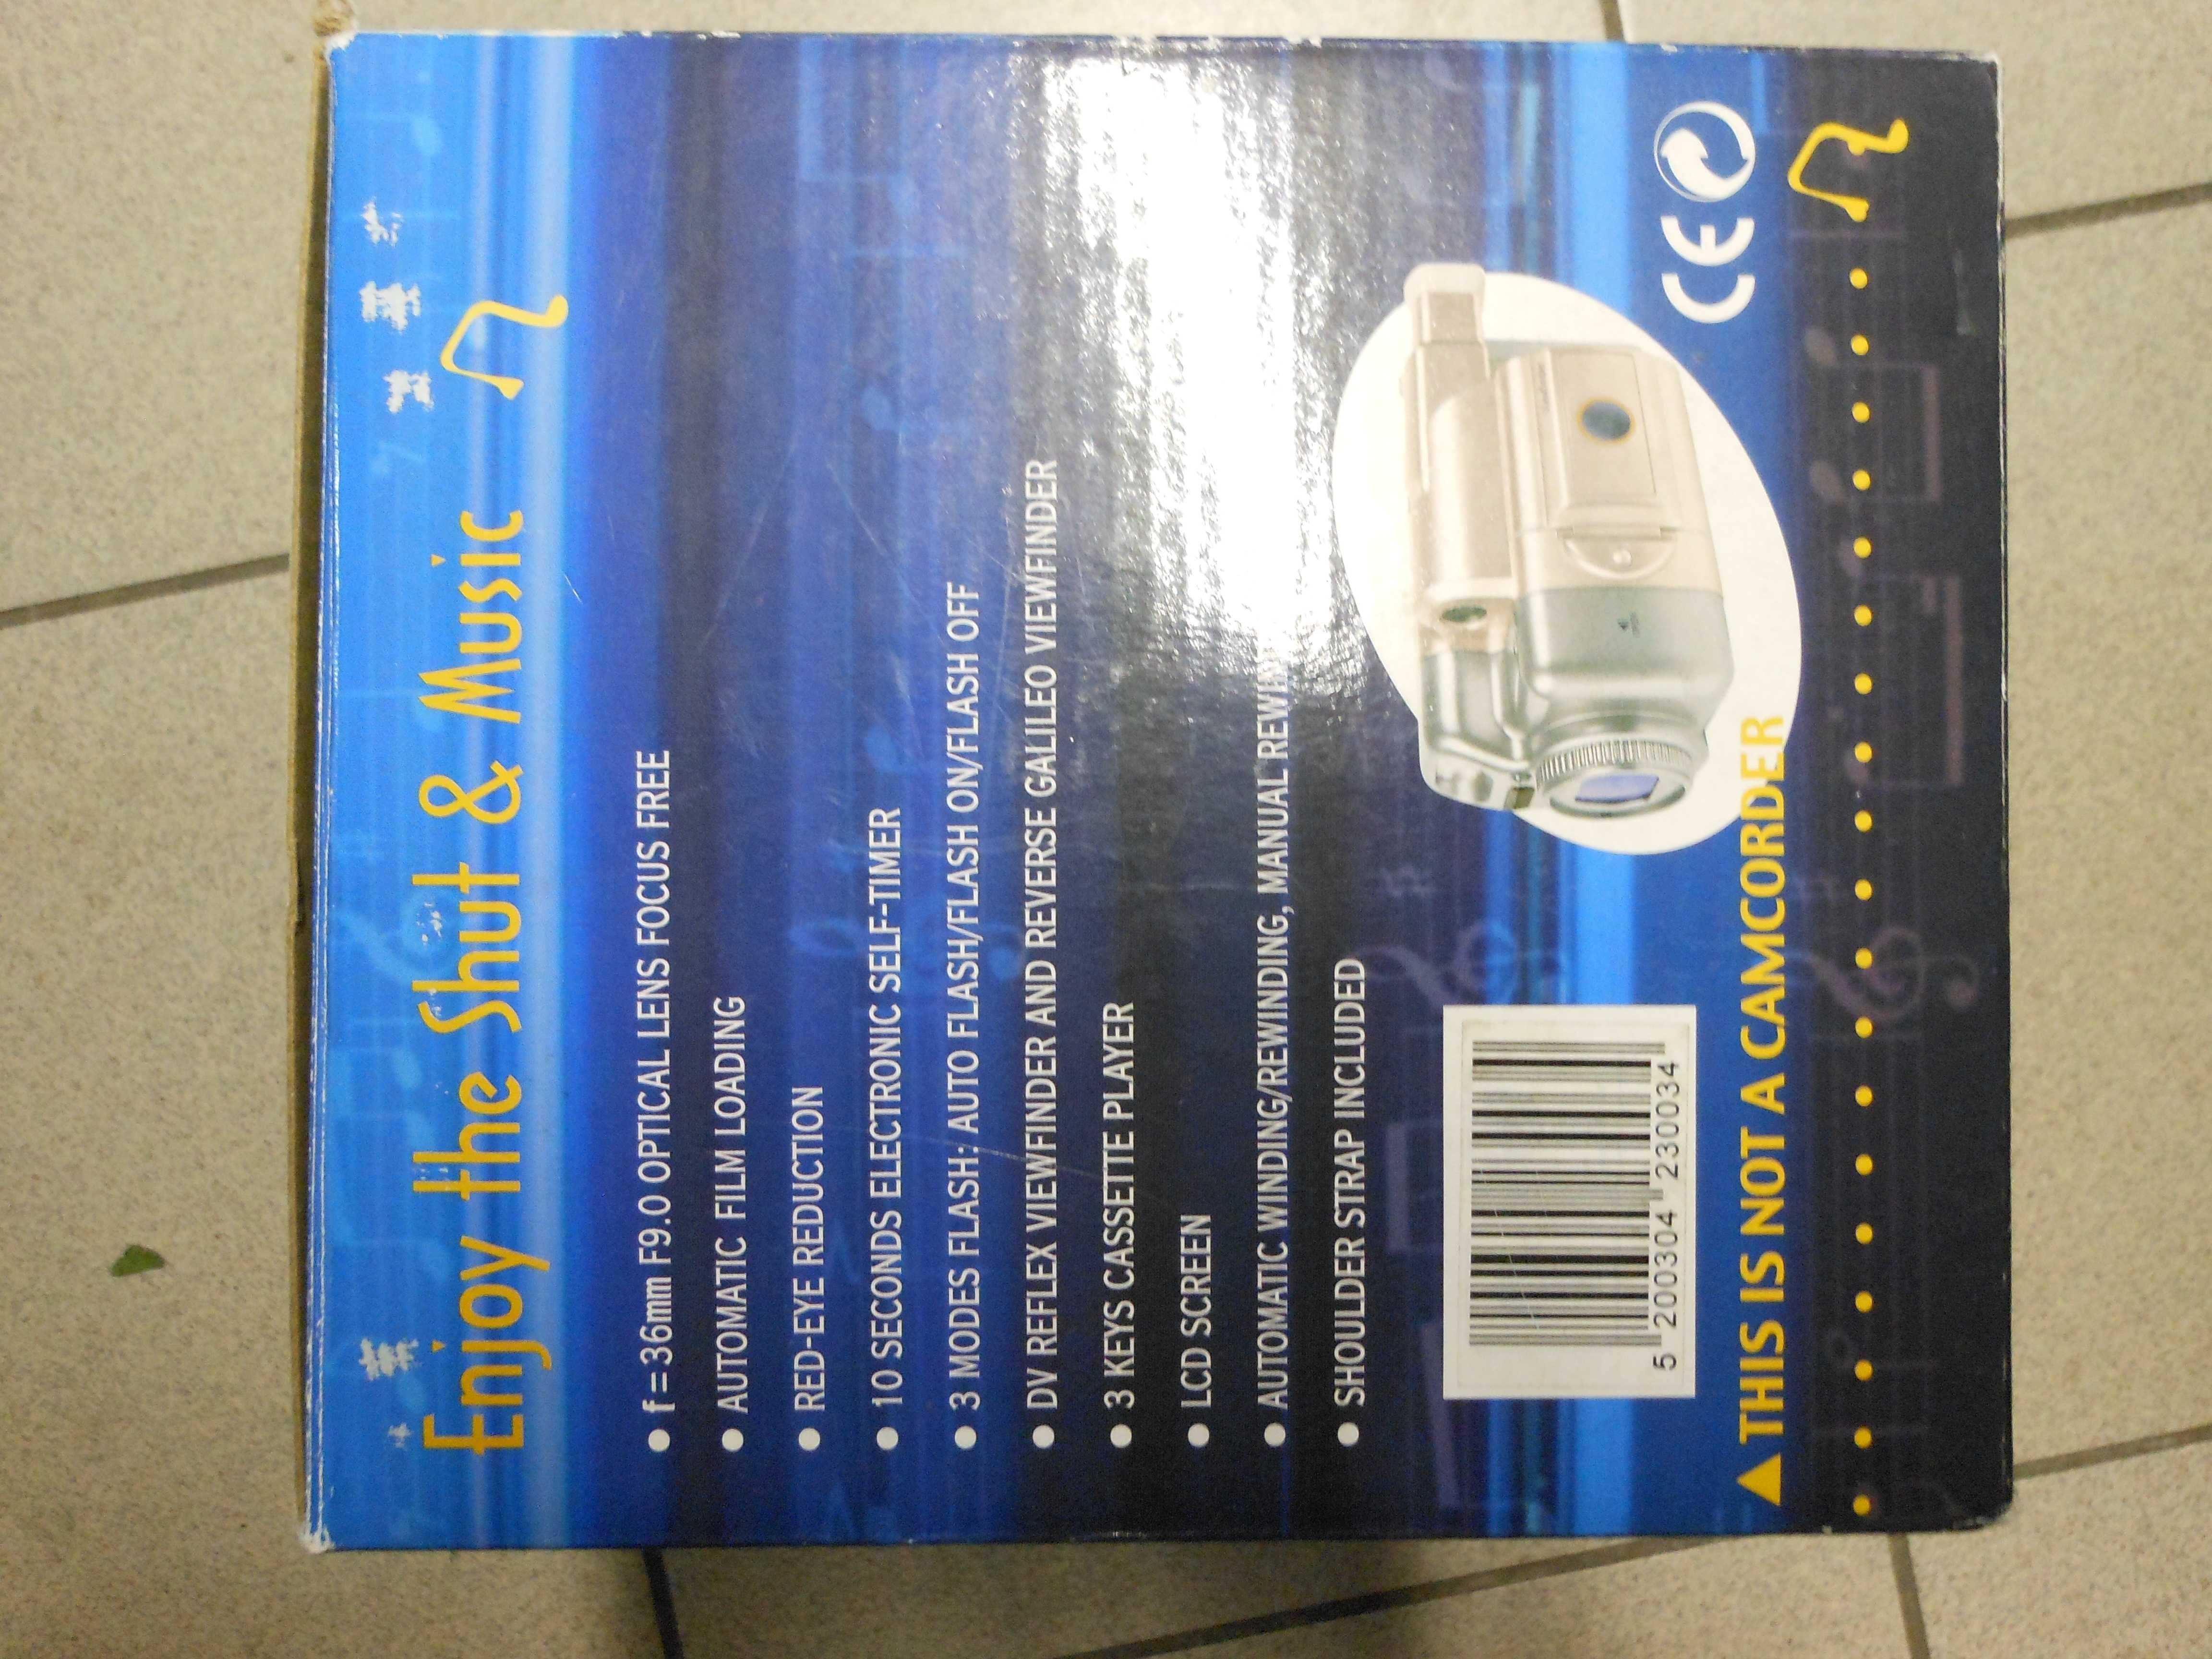 Enjoy the Shut & Music
● f=36mm F9.0 OPTICAL LENS FOCUS FREE
● AUTOMATIC FILM LOADING
● RED-EYE REDUCTION
● 10 SECONDS ELECTRONIC SELF-TIMER
● 3 MODES FLASH: AUTO FLASH/FLASH ON/FLASH OFF
● DV REFLEX VIEWFINDER AND REVERSE GALILEO VIEWFINDER
● 3 KEYS CASSETTE PLAYER
● LCD SCREEN
● AUTOMATIC WINDING/REWINDING, MANUAL
● SHOULDER STRAP INCLUDED
5 200304 230034
CE
▲THIS IS NOT A CAMCORDER